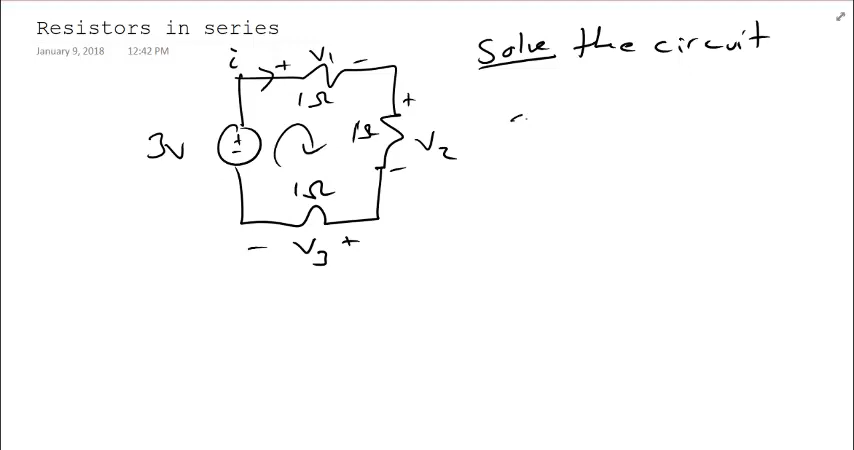 Resistors in series
January 9, 2018 12:42 PM
Solve the circuit
i
+ V1 -
1Ω
+
3V
+
-
1Ω
V2
-
1Ω
- V3 +